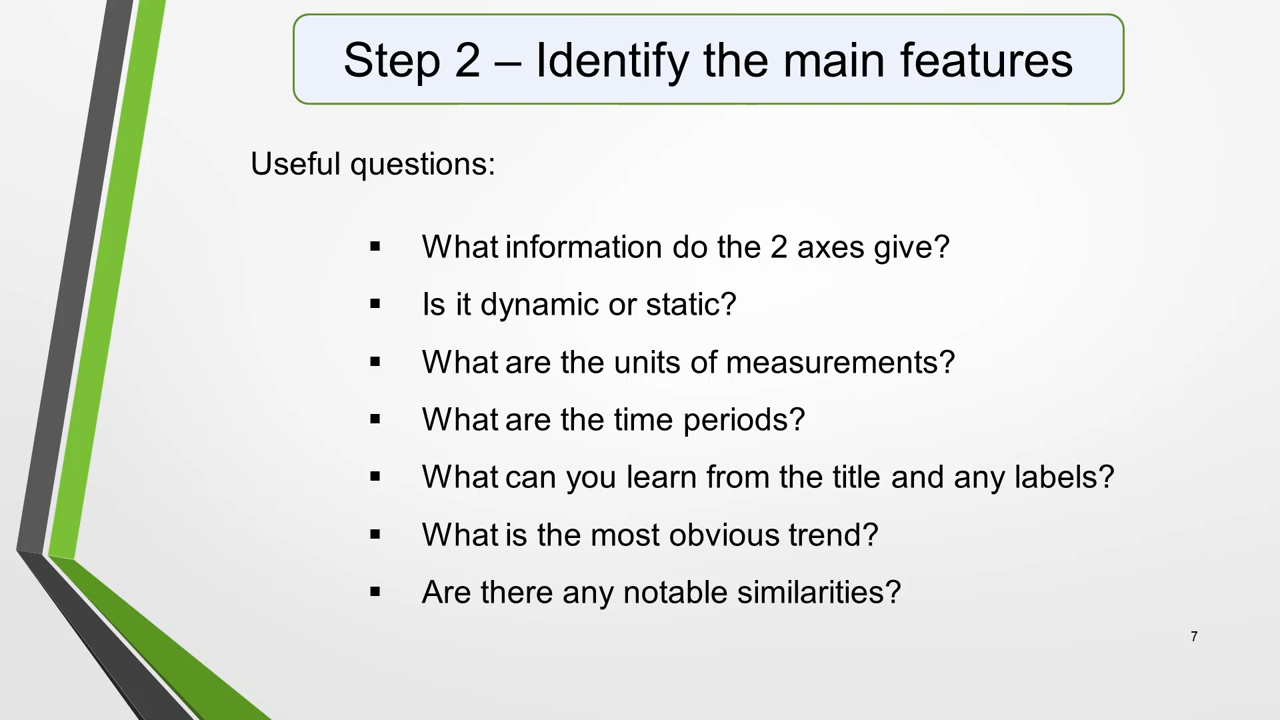 Step 2 – Identify the main features
Useful questions:
▪ What information do the 2 axes give?
▪ Is it dynamic or static?
▪ What are the units of measurements?
▪ What are the time periods?
▪ What can you learn from the title and any labels?
▪ What is the most obvious trend?
▪ Are there any notable similarities?
7